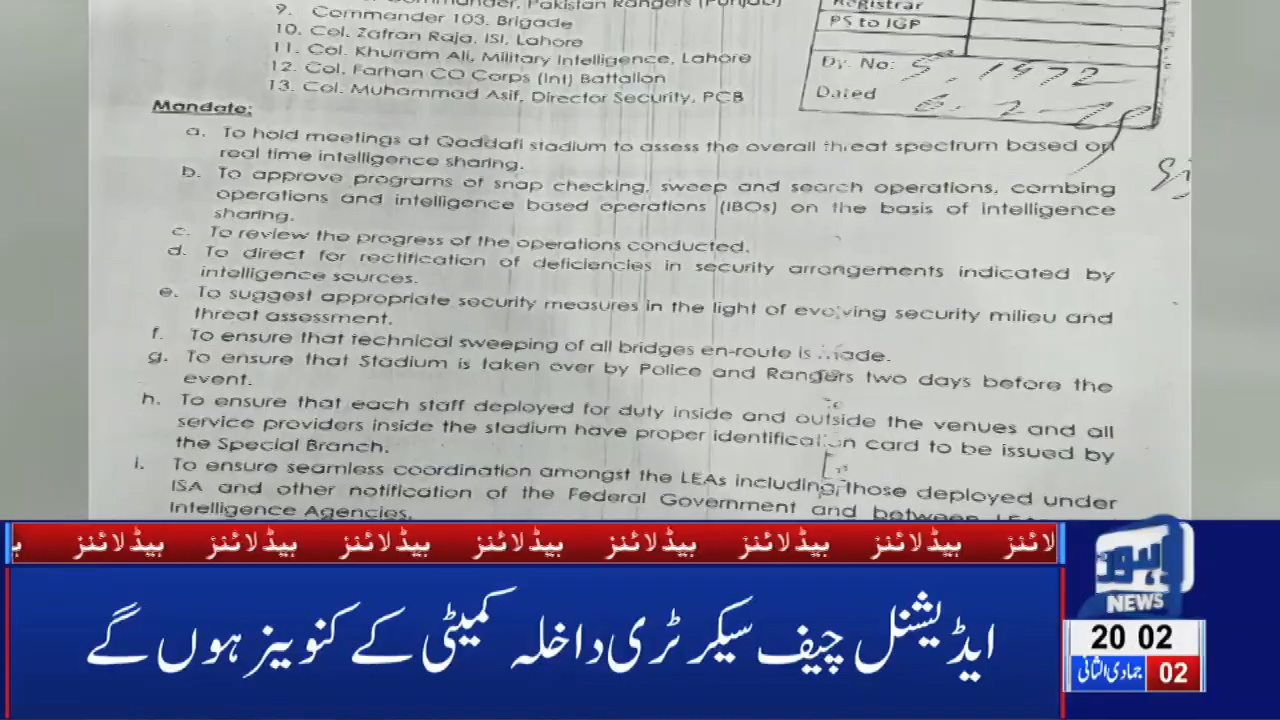 Commander, Pakistan Rangers (Punjab)
9. Commander 103, Brigade
10. Col. Zafran Raja, ISI, Lahore
11. Col. Khurram Ali, Military Intelligence, Lahore
12. Col. Farhan CO Corps (Int) Battalion
13. Col. Muhammad Asif, Director Security, PCB
Registrar
PS to IGP
Dy. No: 1972
Dated 6-2-
Mandate:
a. To hold meetings at Qaddafi stadium to assess the overall threat spectrum based on
real time intelligence sharing.
b. To approve programs of snap checking, sweep and search operations, combing
operations and intelligence based operations (IBOs) on the basis of intelligence
sharing.
c. To review the progress of the operations conducted.
d. To direct for rectification of deficiencies in security arrangements indicated by
intelligence sources.
e. To suggest appropriate security measures in the light of evolving security milieu and
threat assessment.
f. To ensure that technical sweeping of all bridges en-route is made.
g. To ensure that Stadium is taken over by Police and Rangers two days before the
event.
h. To ensure that each staff deployed for duty inside and outside the venues and all
service providers inside the stadium have proper identification card to be issued by
the Special Branch.
i. To ensure seamless coordination amongst the LEAs including those deployed under
ISA and other notification of the Federal Government and between
Intelligence Agencies.
ہیڈلائنز ہیڈلائنز ہیڈلائنز ہیڈلائنز ہیڈلائنز ہیڈلائنز ہیڈلائنز لائنز
ایڈیشنل چیف سیکرٹری داخلہ کمیٹی کے کنوینر ہوں گے
لاہور
NEWS
20 02
جمادی الثانی 02